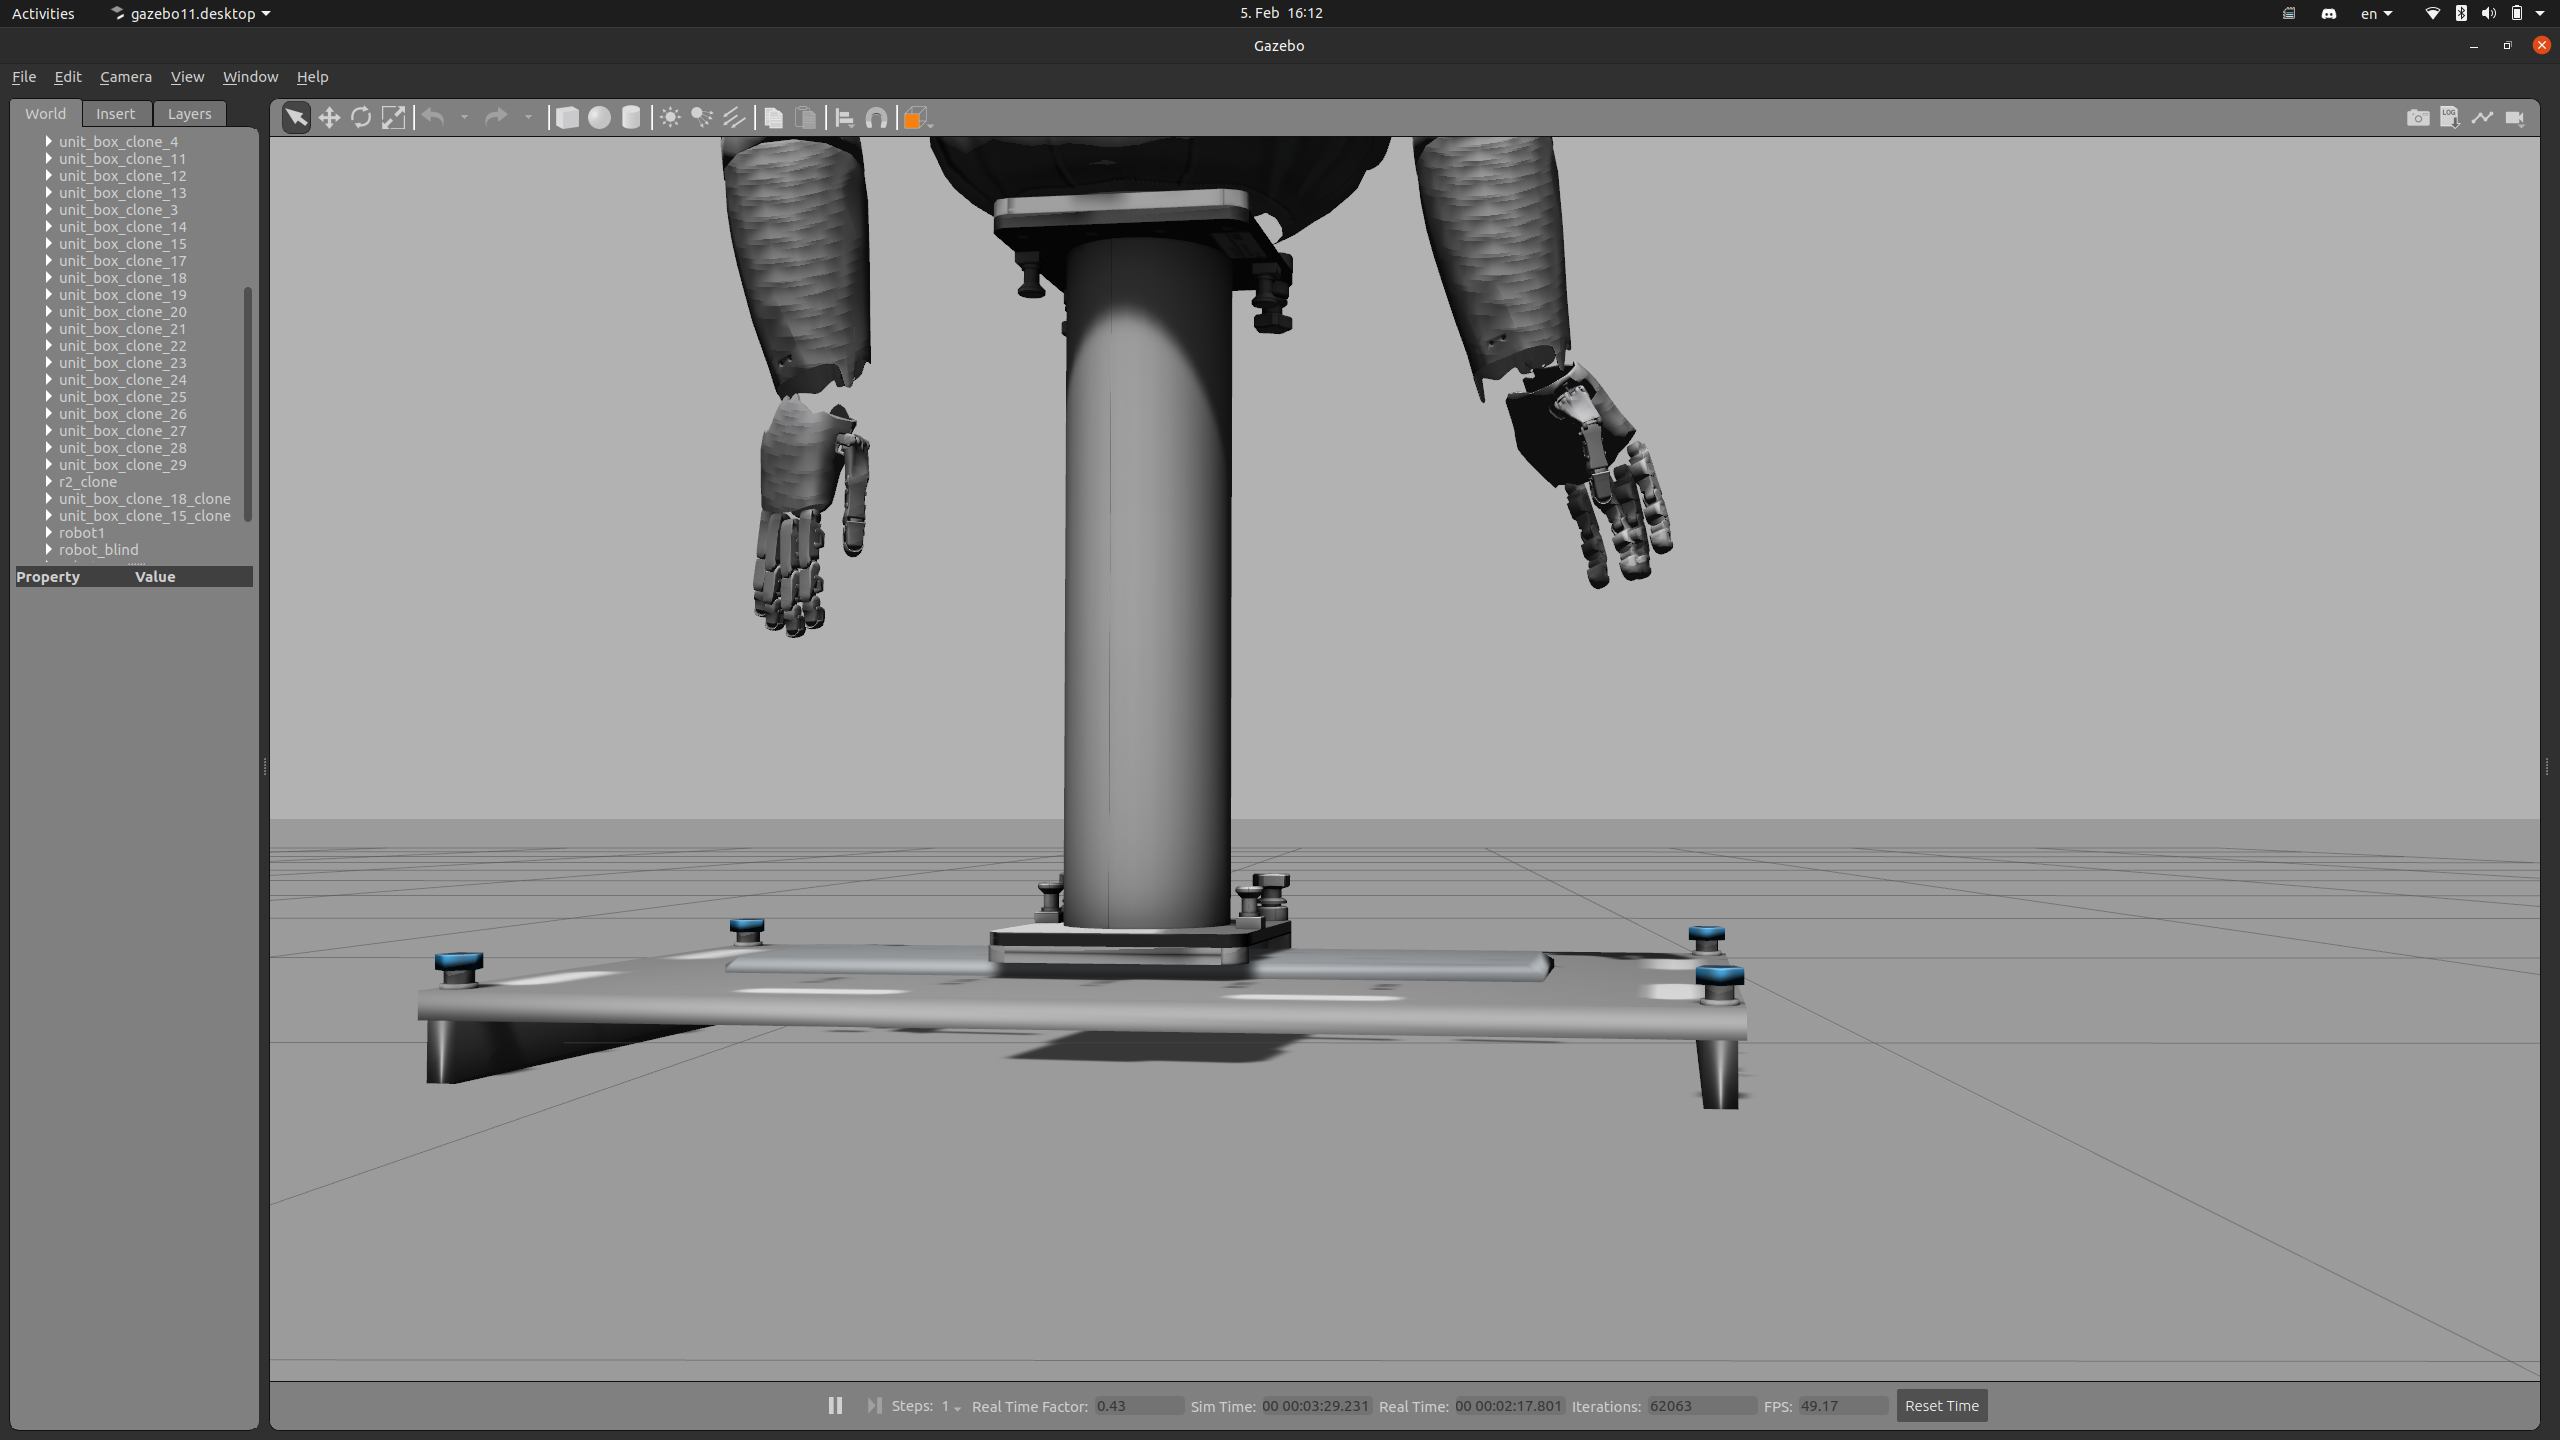 Activities
gazebo11.desktop
5. Feb 16:12
en
Gazebo
File Edit Camera View Window Help
World Insert Layers
LOG
unit_box_clone_4
unit_box_clone_11
unit_box_clone_12
unit_box_clone_13
unit_box_clone_3
unit_box_clone_14
unit_box_clone_15
unit_box_clone_17
unit_box_clone_18
unit_box_clone_19
unit_box_clone_20
unit_box_clone_21
unit_box_clone_22
unit_box_clone_23
unit_box_clone_24
unit_box_clone_25
unit_box_clone_26
unit_box_clone_27
unit_box_clone_28
unit_box_clone_29
r2_clone
unit_box_clone_18_clone
unit_box_clone_15_clone
robot1
robot_blind
Property Value
Steps: 1 Real Time Factor: 0.43 Sim Time: 00 00:03:29.231 Real Time: 00 00:02:17.801 Iterations: 62063 FPS: 49.17 Reset Time